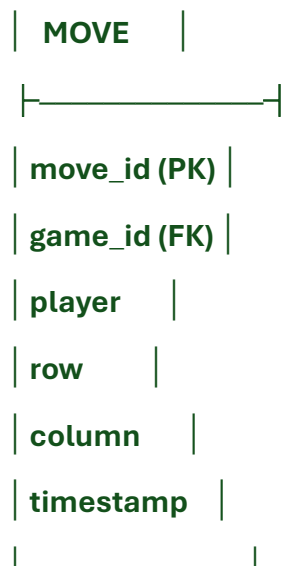 │ MOVE │
├─────────────┤
│ move_id (PK) │
│ game_id (FK) │
│ player │
│ row │
│ column │
│ timestamp │
│ │